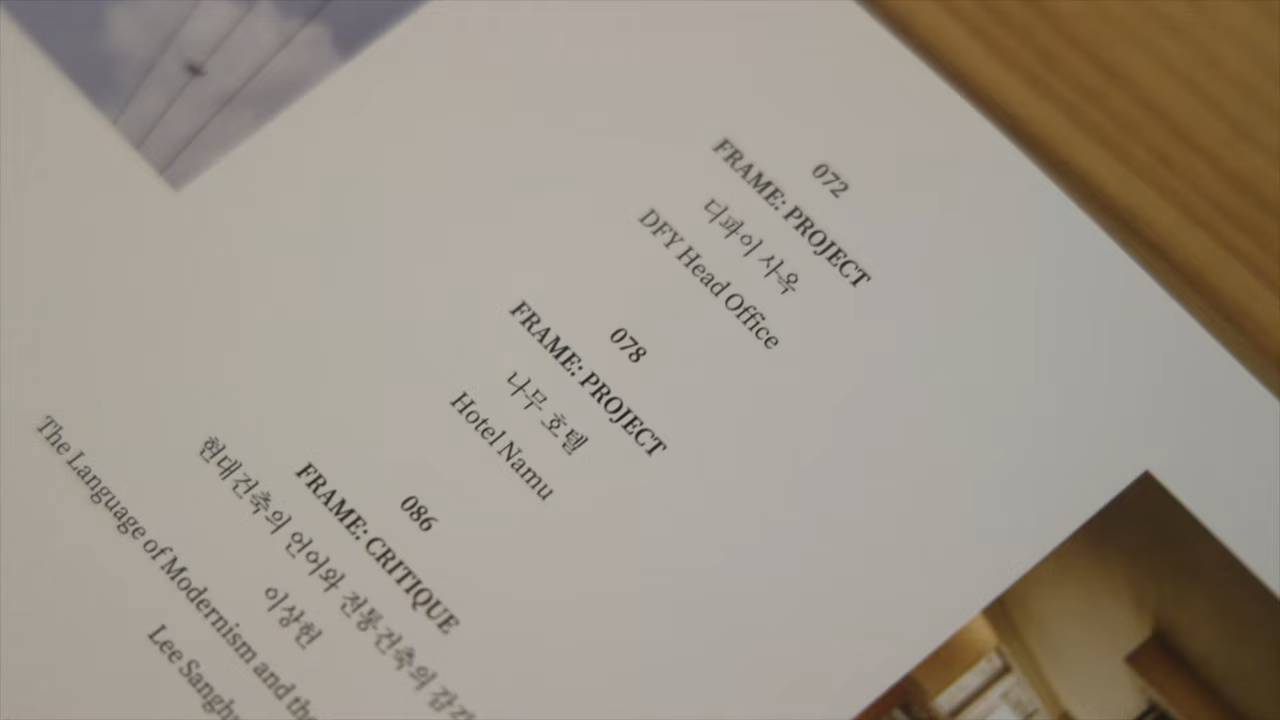 072
FRAME: PROJECT
디파이 사옥
DFY Head Office
078
FRAME: PROJECT
나무 호텔
Hotel Namu
086
FRAME: CRITIQUE
현대건축의 언어와 전통건축의
이상헌
The Language of Modernism and the
Lee